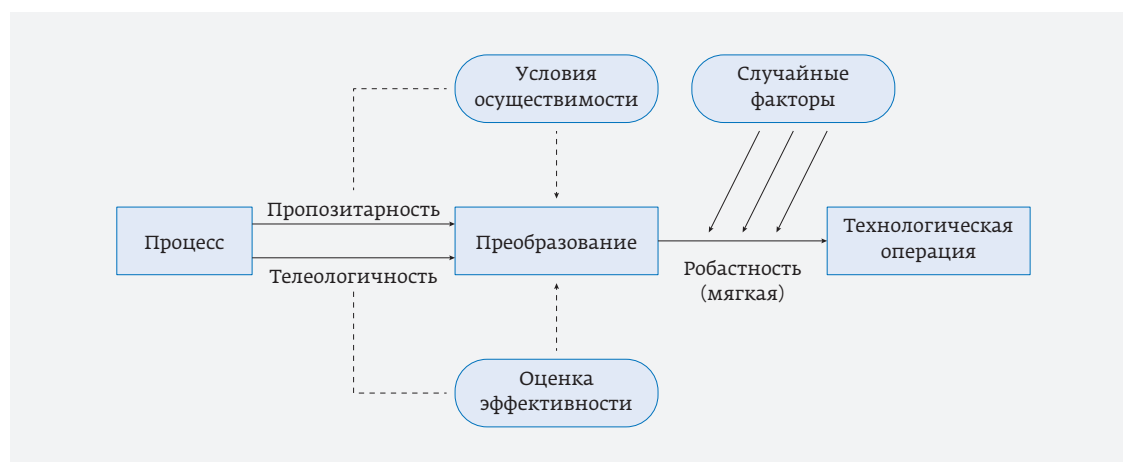 Условия
осуществимости
Случайные
факторы
Пропозитарность
Процесс
Преобразование
Технологическая
операция
Телеологичность
Робастность
(мягкая)
Оценка
эффективности